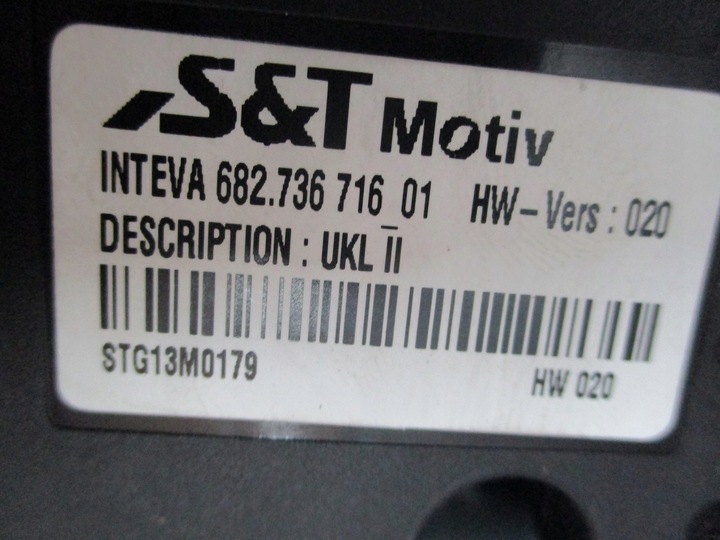 S&T Motiv
INTEVA 682.736 716_01 HW-Vers : 020
DESCRIPTION : UKL II
STG13M0179 HW 020